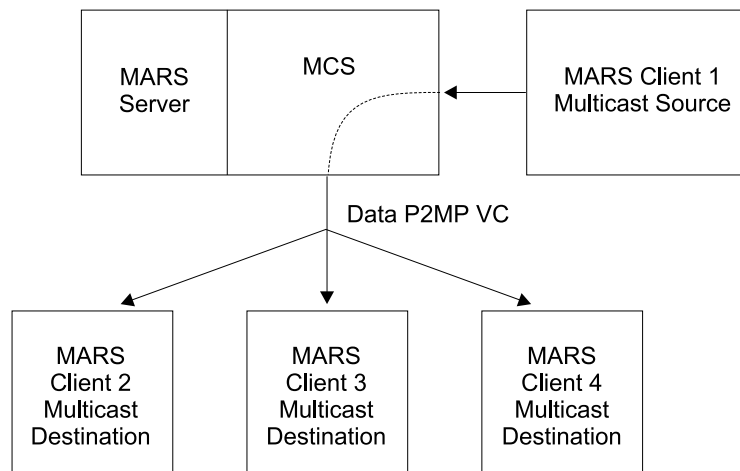 MARS
Server
MCS
MARS Client 1
Multicast Source
Data P2MP VC
MARS
Client 2
Multicast
Destination
MARS
Client 3
Multicast
Destination
MARS
Client 4
Multicast
Destination